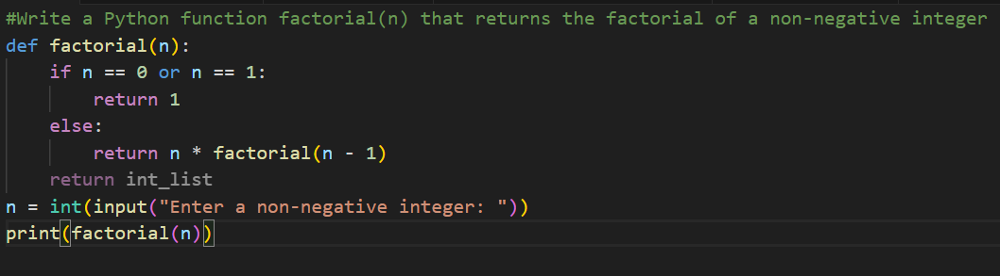 #Write a Python function factorial(n) that returns the factorial of a non-negative integer
def factorial(n):
    if n == 0 or n == 1:
        return 1
    else:
        return n * factorial(n - 1)
    return int_list
n = int(input("Enter a non-negative integer: "))
print(factorial(n))